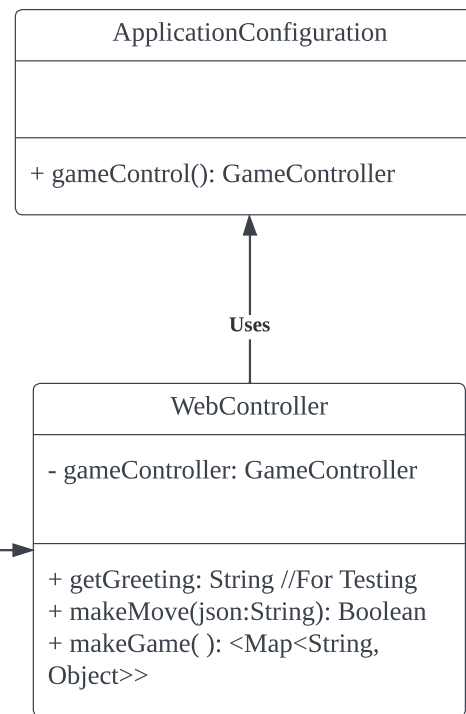 ApplicationConfiguration
+ gameControl(): GameController
Uses
WebController
- gameController: GameController
+ getGreeting: String //For Testing
+ makeMove(json:String): Boolean
+ makeGame( ): <Map<String,
Object>>